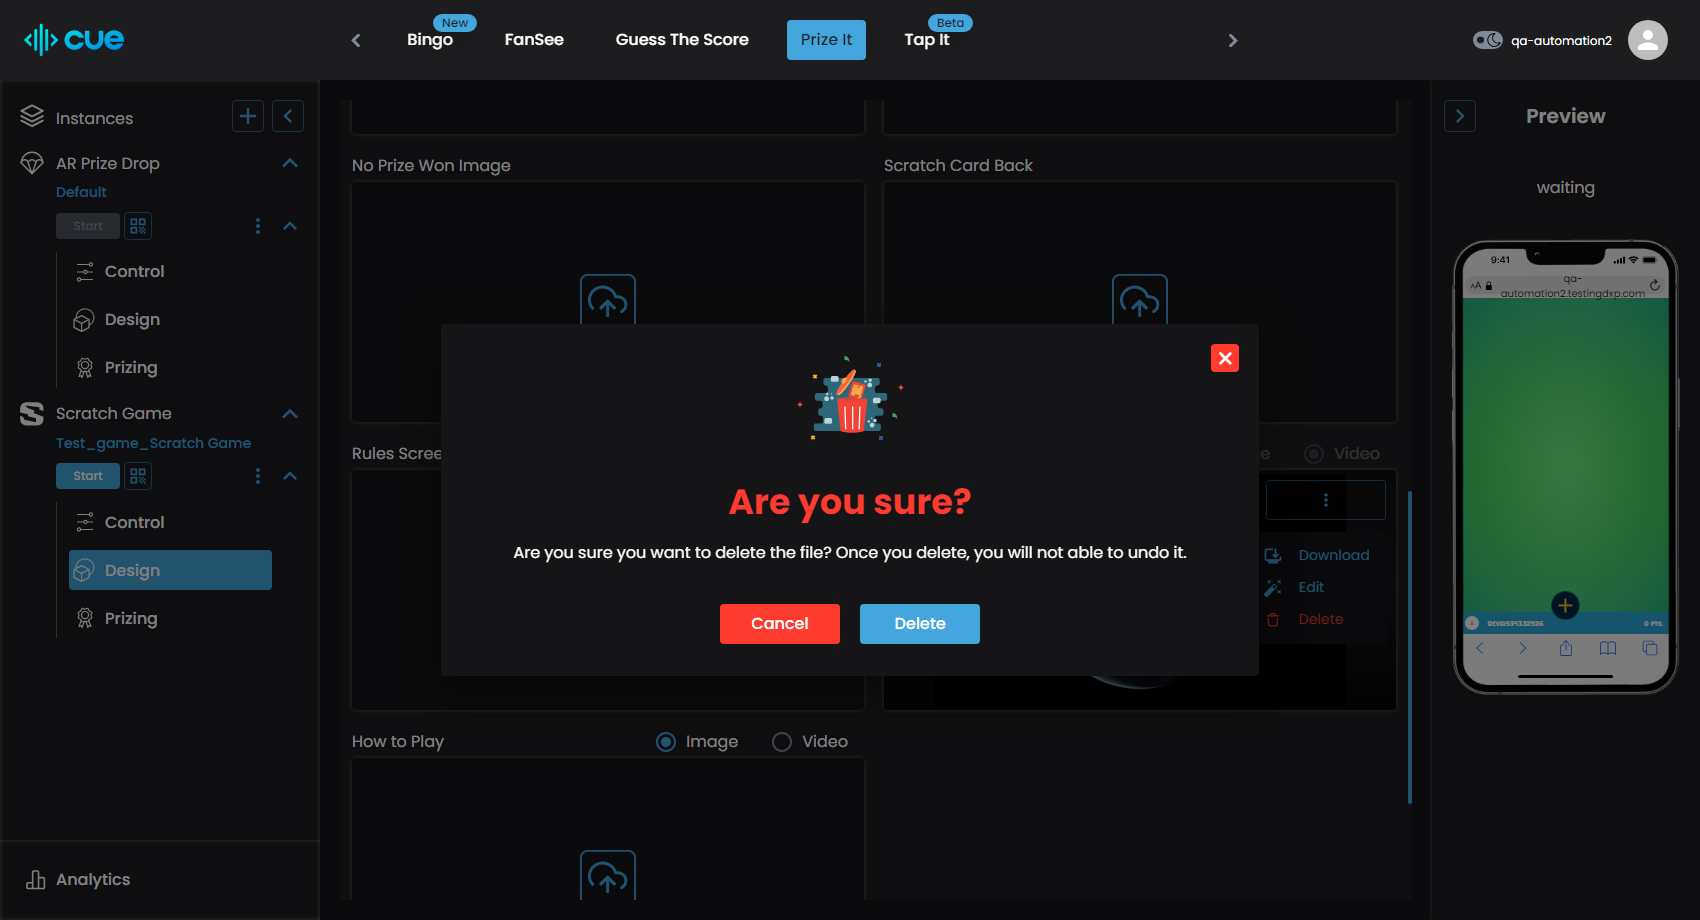 cue
Bingo
New
FanSee
Guess The Score
Prize It
Tap It
Beta
qa-automation2
Instances
AR Prize Drop
Default
Start
Control
Design
Prizing
Scratch Game
Test_game_Scratch Game
Start
Control
Design
Prizing
Analytics
No Prize Won Image
Scratch Card Back
Rules Scree
e
Video
Download
Edit
Delete
Are you sure?
Are you sure you want to delete the file? Once you delete, you will not able to undo it.
Cancel
Delete
How to Play
Image
Video
Preview
waiting
9:41
AA
qa-
automation2.testingdxp.com
0 PTS.